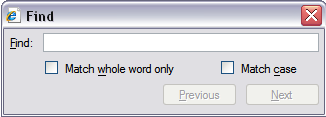 Find
Find:
Match whole word only Match case
Previous Next